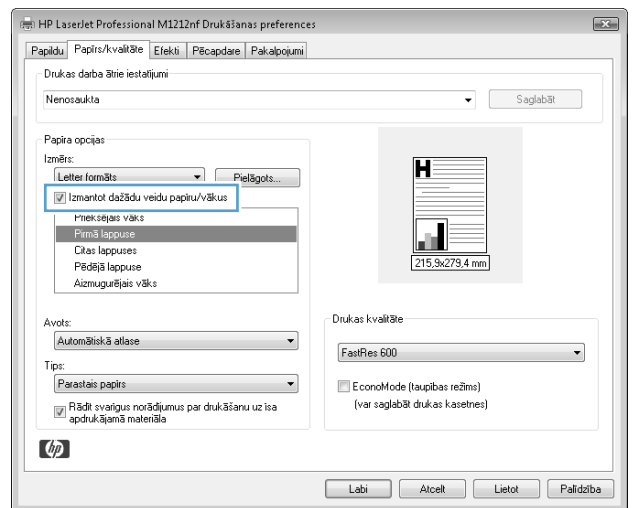 HP LaserJet Professional M1212nf Drukāšanas preferences
Papildu Papīrs/kvalitāte Efekti Pēcapdare Pakalpojumi
Drukas darba ātrie iestatījumi
Nenosaukta
Saglabāt
Papīra opcijas
Izmērs:
Letter formāts
Pielāgots...
Izmantot dažādu veidu papīru/vākus
Priekšējais vāks
Pirmā lappuse
Citas lappuses
Pēdējā lappuse
Aizmugurējais vāks
H
215,9x279,4 mm
Avots:
Automātiskā atlase
Tips:
Parastais papīrs
Rādīt svarīgus norādījumus par drukāšanu uz īsa
apdrukājamā materiāla
Drukas kvalitāte
FastRes 600
EconoMode (taupības režīms)
(var saglabāt drukas kasetnes)
hp
Labi Atcelt Lietot Palīdzība